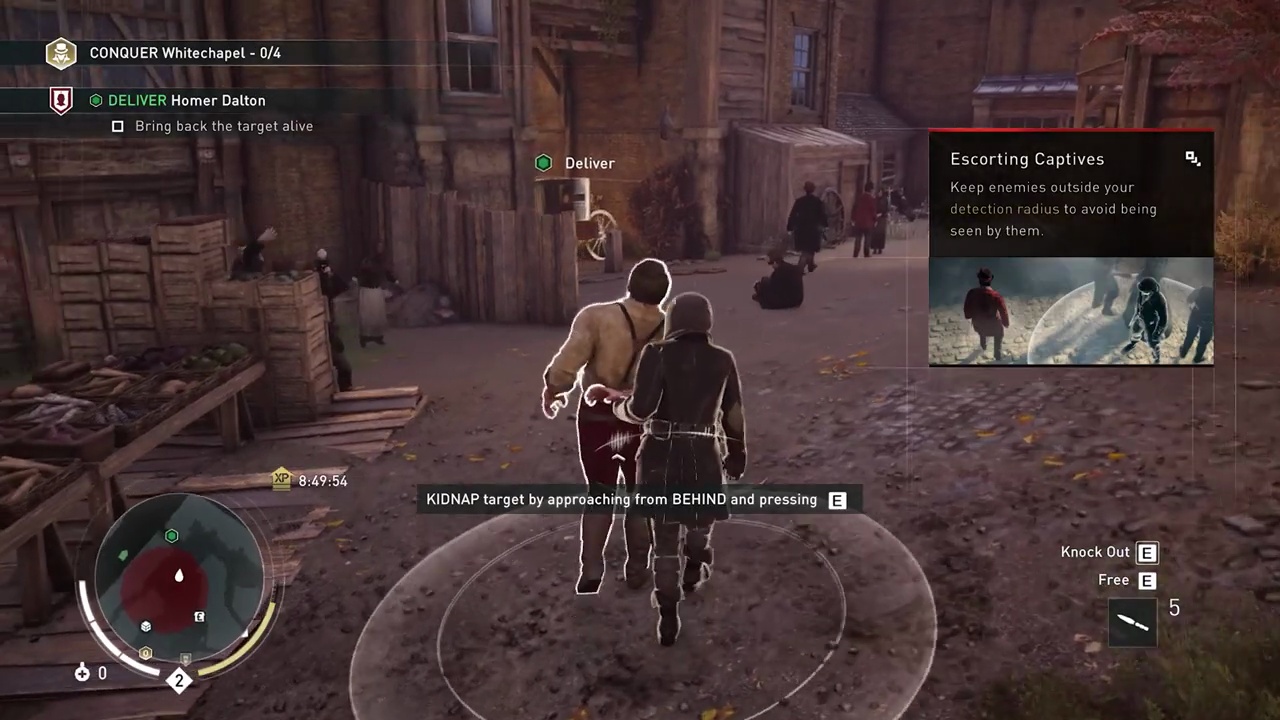 CONQUER Whitechapel - 0/4
DELIVER Homer Dalton
Bring back the target alive
Deliver
Escorting Captives
Keep enemies outside your
detection radius to avoid being
seen by them.
XP 8:49:54
KIDNAP target by approaching from BEHIND and pressing E
Knock Out E
Free E
5
E
0
2